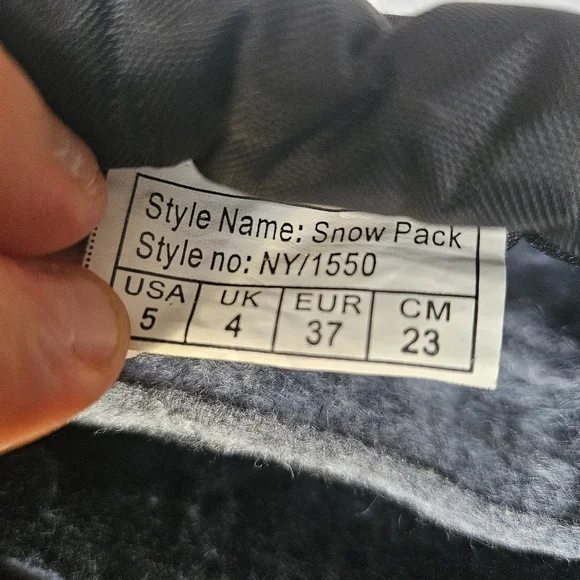 Style Name: Snow Pack
Style no: NY/1550
USA UK EUR CM
5 4 37 23